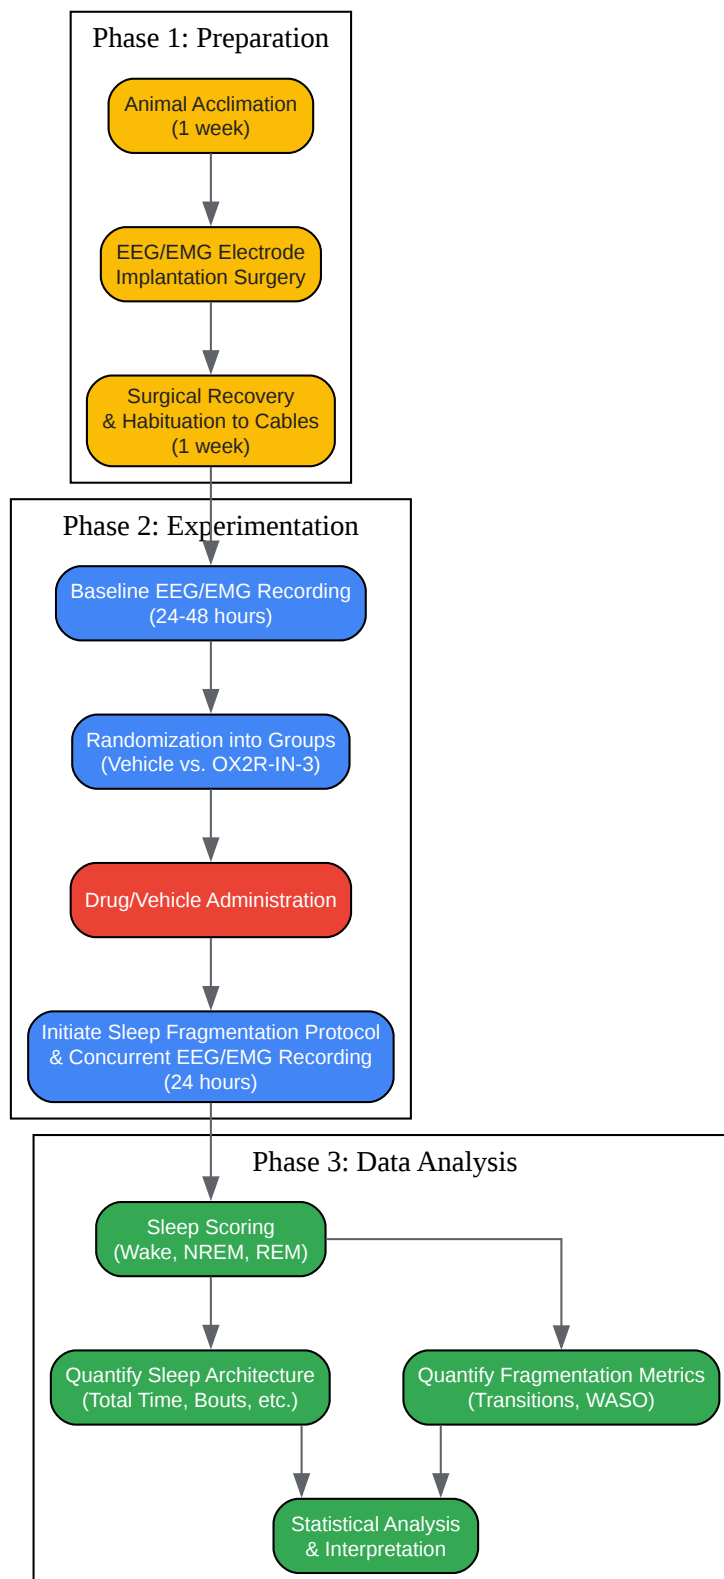 Phase 1: Preparation
Animal Acclimation
(1 week)
EEG/EMG Electrode
Implantation Surgery
Surgical Recovery
& Habituation to Cables
(1 week)
Phase 2: Experimentation
Baseline EEG/EMG Recording
(24-48 hours)
Randomization into Groups
(Vehicle vs. OX2R-IN-3)
Drug/Vehicle Administration
Initiate Sleep Fragmentation Protocol
& Concurrent EEG/EMG Recording
(24 hours)
Phase 3: Data Analysis
Sleep Scoring
(Wake, NREM, REM)
Quantify Sleep Architecture
(Total Time, Bouts, etc.)
Quantify Fragmentation Metrics
(Transitions, WASO)
Statistical Analysis
& Interpretation